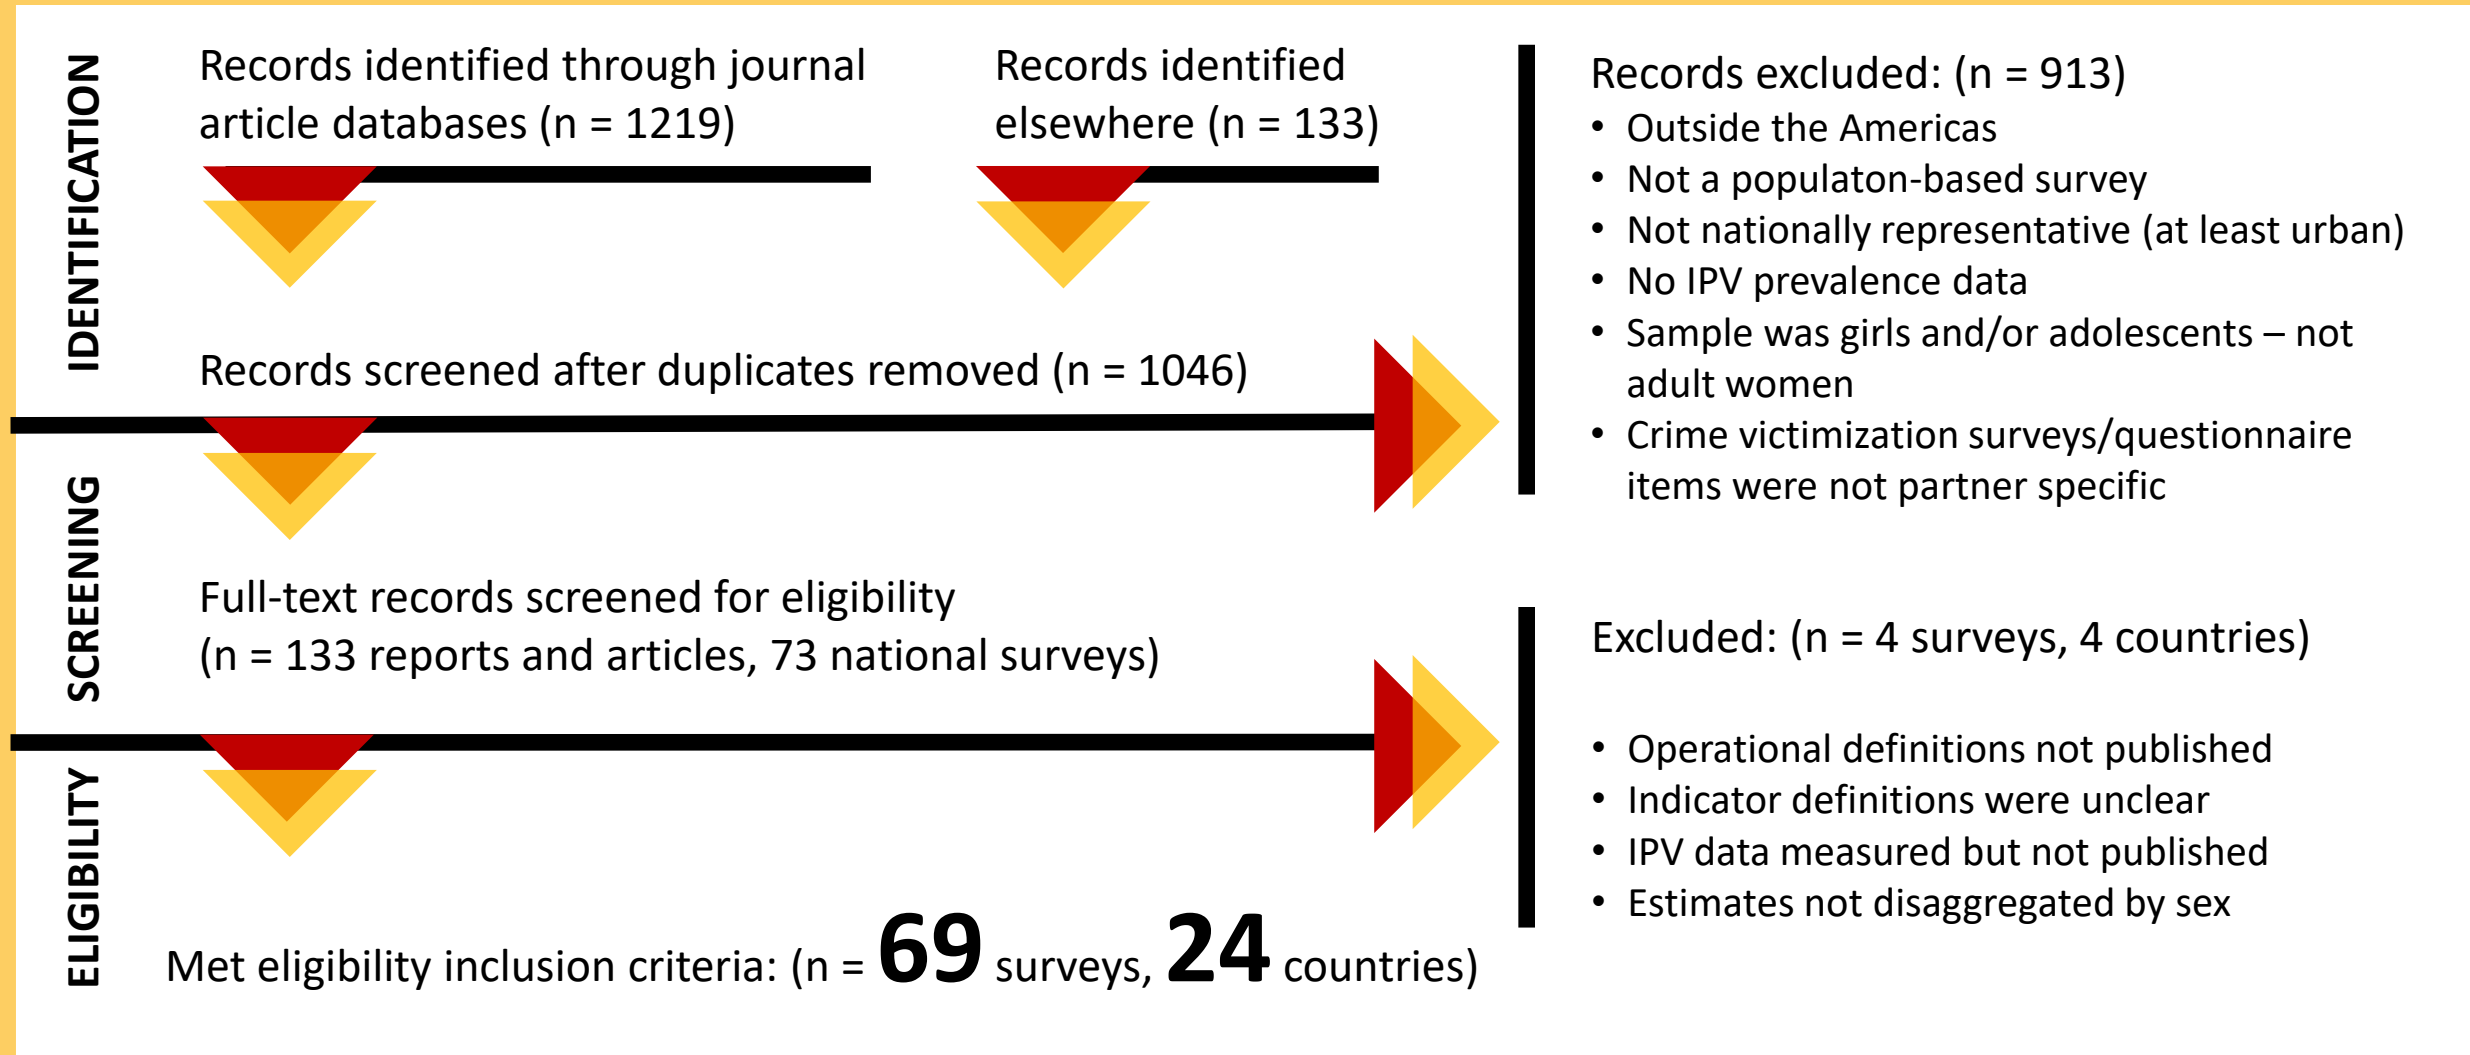 IDENTIFICATION
Records identified through journal
article databases (n = 1219)
Records identified
elsewhere (n = 133)
Records screened after duplicates removed (n = 1046)
Records excluded: (n = 913)
• Outside the Americas
• Not a populaton-based survey
• Not nationally representative (at least urban)
• No IPV prevalence data
• Sample was girls and/or adolescents – not
adult women
• Crime victimization surveys/questionnaire
items were not partner specific
SCREENING
Full-text records screened for eligibility
(n = 133 reports and articles, 73 national surveys)
Excluded: (n = 4 surveys, 4 countries)
• Operational definitions not published
• Indicator definitions were unclear
• IPV data measured but not published
• Estimates not disaggregated by sex
ELIGIBILITY
Met eligibility inclusion criteria: (n = 69 surveys, 24 countries)